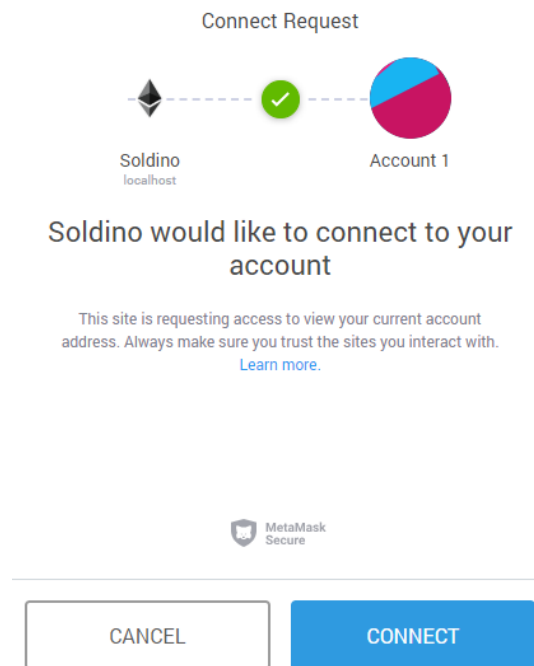 Connect Request
Soldino
localhost
Account 1
Soldino would like to connect to your
account
This site is requesting access to view your current account
address. Always make sure you trust the sites you interact with.
Learn more.
MetaMask
Secure
CANCEL
CONNECT